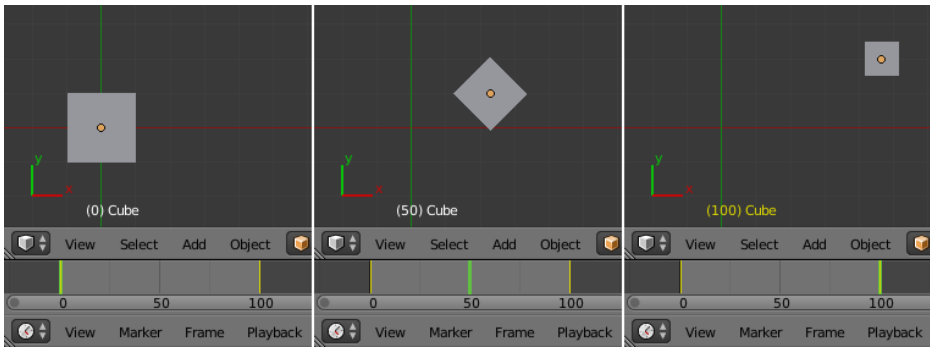 y
x
(0) Cube
View Select Add Object
0 50 100
View Marker Frame Playback
y
x
(50) Cube
View Select Add Object
0 50 100
View Marker Frame Playback
y
x
(100) Cube
View Select Add Object
0 50 100
View Marker Frame Playback